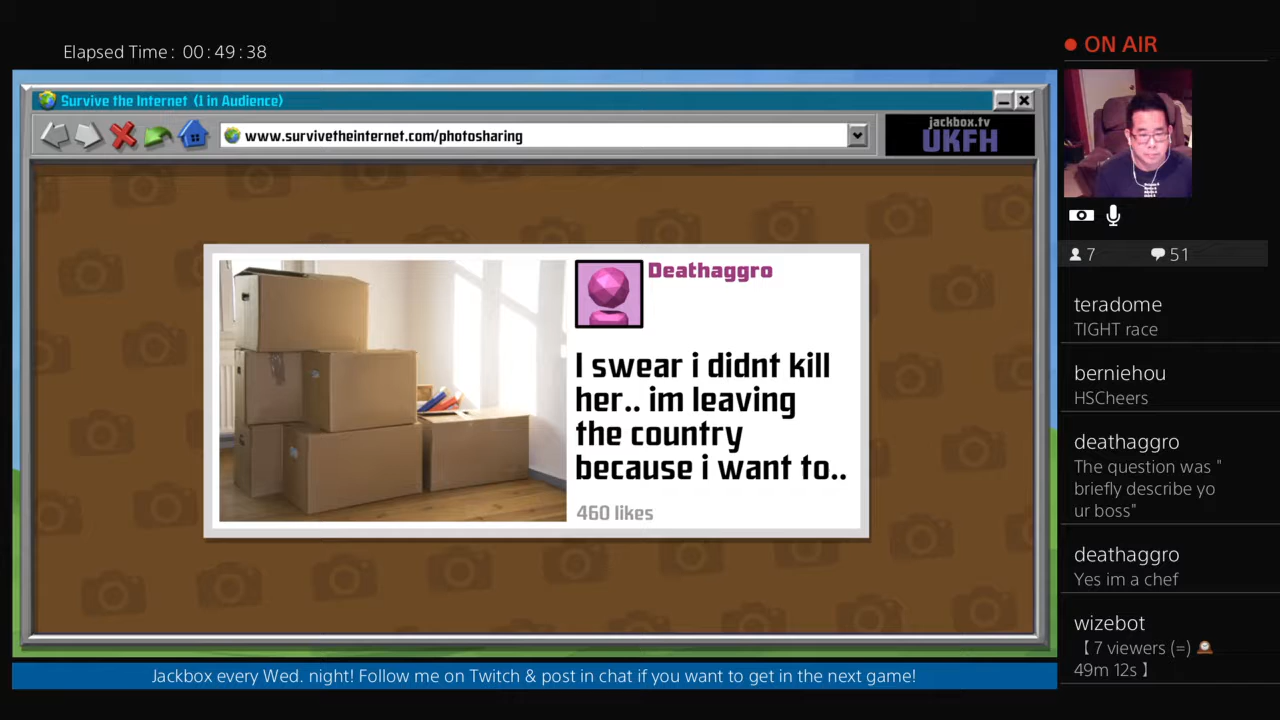 Elapsed Time: 00:49:38
ON AIR
Survive the Internet (1 in Audience)
www.survivetheinternet.com/photosharing
jackbox.tv
UKFH
Deathaggro
I swear i didnt kill
her.. im leaving
the country
because i want to..
460 likes
7
51
teradome
TIGHT race
berniehou
HSCheers
deathaggro
The question was "
briefly describe yo
ur boss"
deathaggro
Yes im a chef
wizebot
【 7 viewers (=) 🕰
49m 12s 】
Jackbox every Wed. night! Follow me on Twitch & post in chat if you want to get in the next game!